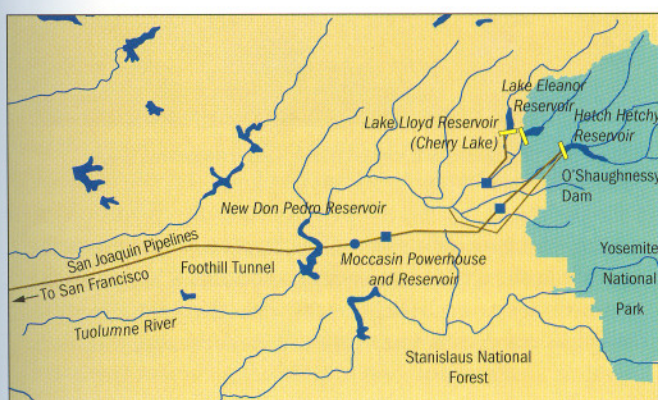 Lake Eleanor
Reservoir
Lake Lloyd Reservoir
(Cherry Lake)
Hetch Hetchy
Reservoir
O'Shaughnessy
Dam
New Don Pedro Reservoir
San Joaquin Pipelines
To San Francisco
Foothill Tunnel
Moccasin Powerhouse
and Reservoir
Yosemite
National
Park
Tuolumne River
Stanislaus National
Forest